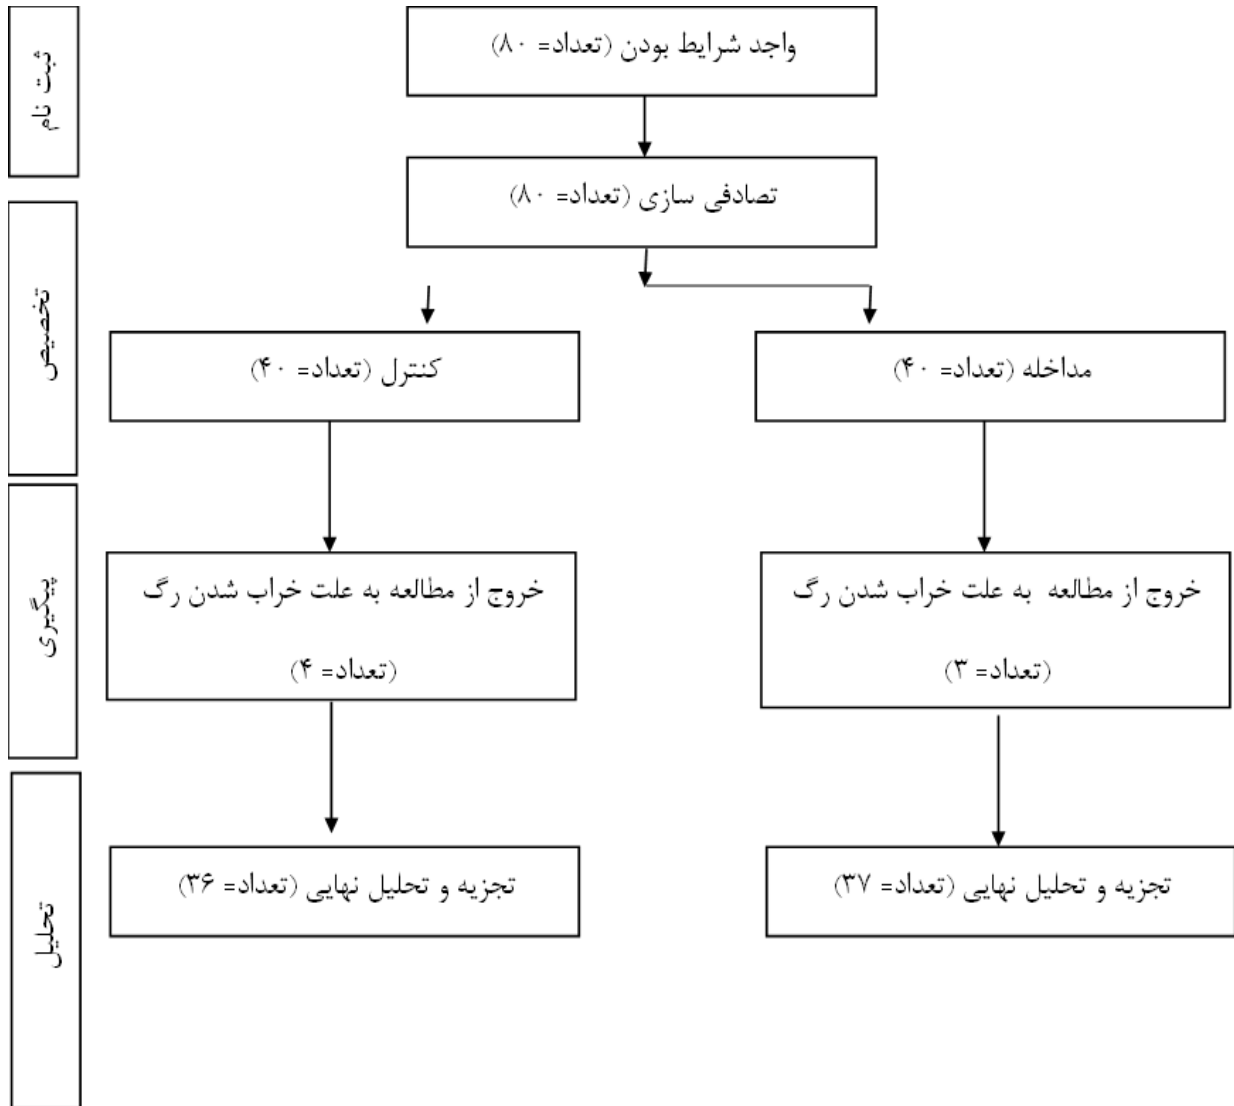 ثبت نام
واجد شرایط بودن (تعداد= ۸۰)
تصادفی سازی (تعداد= ۸۰)
تخصیص
مداخله (تعداد= ۴۰)
کنترل (تعداد= ۴۰)
پیگیری
خروج از مطالعه به علت خراب شدن رگ
(تعداد= ۳)
خروج از مطالعه به علت خراب شدن رگ
(تعداد= ۴)
تحلیل
تجزیه و تحلیل نهایی (تعداد= ۳۷)
تجزیه و تحلیل نهایی (تعداد= ۳۶)